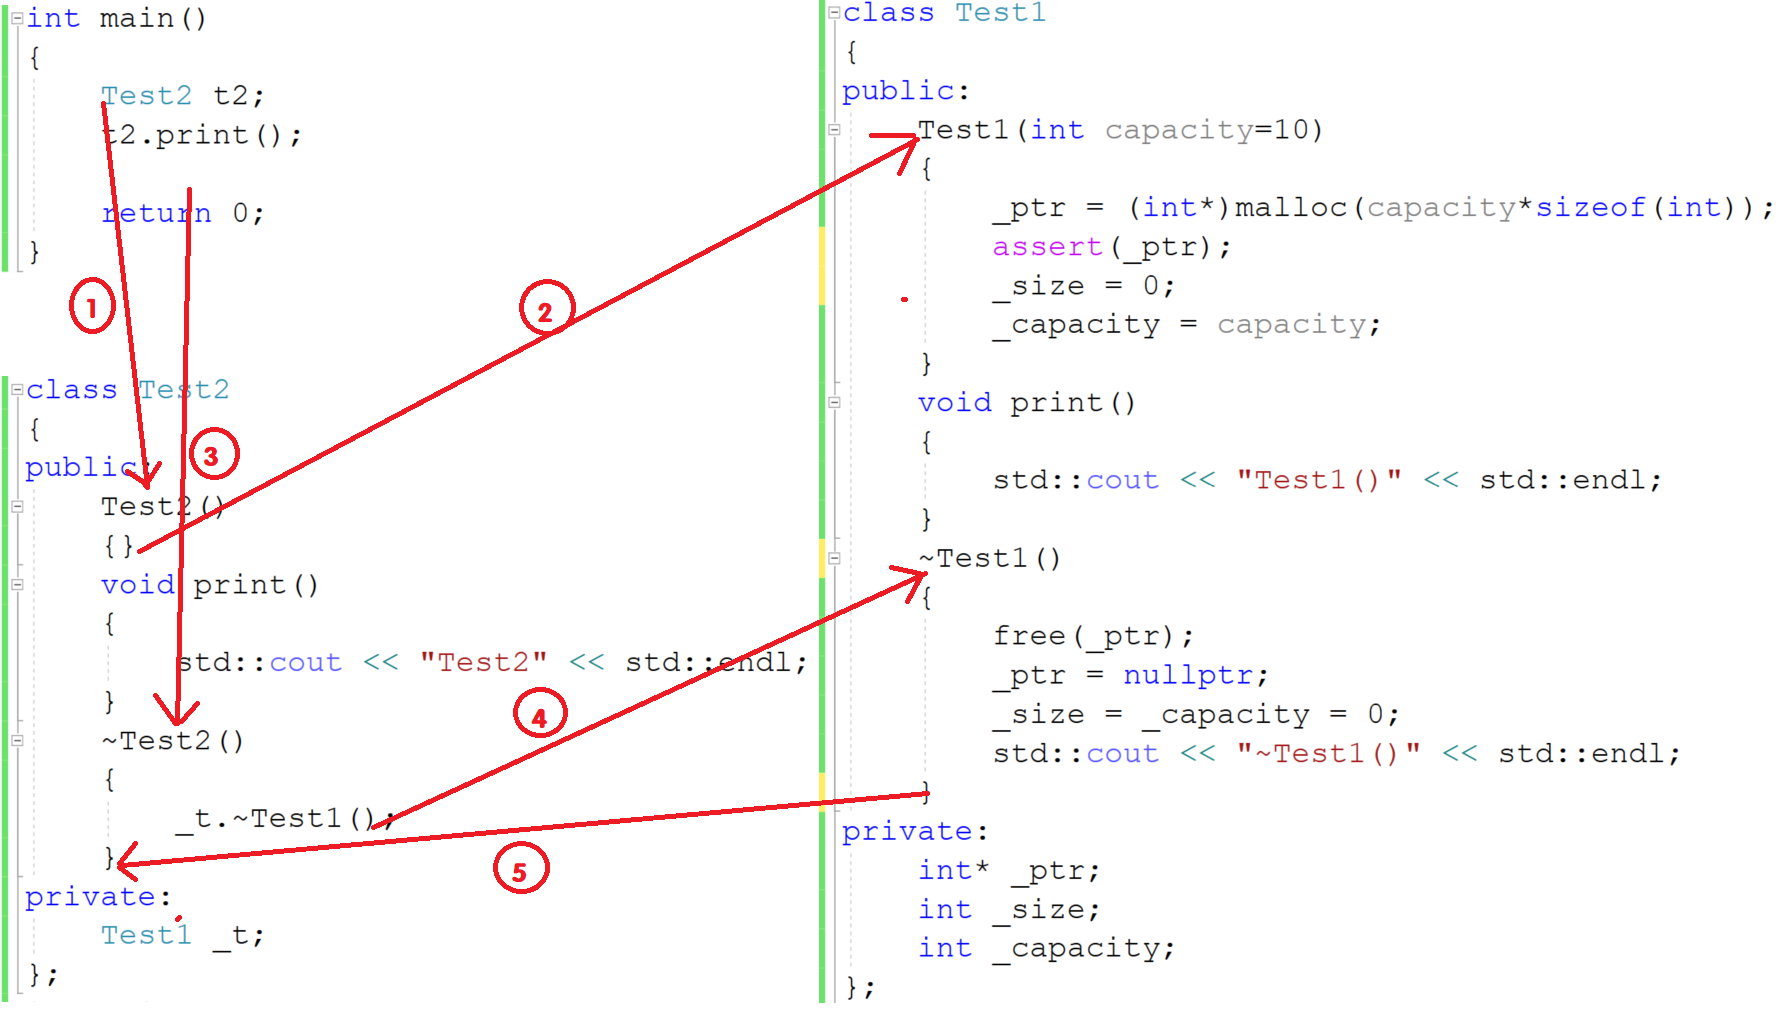 int main()
{
Test2 t2;
t2.print();
return 0;
}
1
class Test2
{
public:
3
Test2()
{}
void print()
{
std::cout << "Test2" << std::endl;
}
~Test2()
{
_t.~Test1();
}
private:
Test1 _t;
};
2
4
5
class Test1
{
public:
Test1(int capacity=10)
{
_ptr = (int*)malloc(capacity*sizeof(int));
assert(_ptr);
_size = 0;
_capacity = capacity;
}
void print()
{
std::cout << "Test1()" << std::endl;
}
~Test1()
{
free(_ptr);
_ptr = nullptr;
_size = _capacity = 0;
std::cout << "~Test1()" << std::endl;
}
private:
int* _ptr;
int _size;
int _capacity;
};